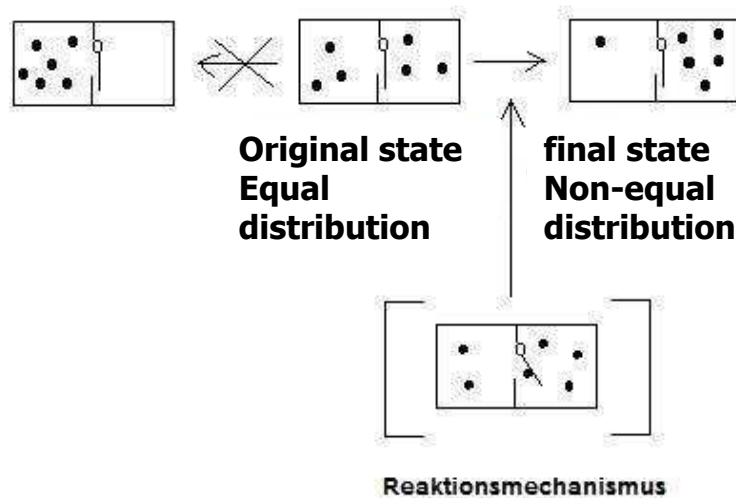 Original state
Equal
distribution
final state
Non-equal
distribution
Reaktionsmechanismus